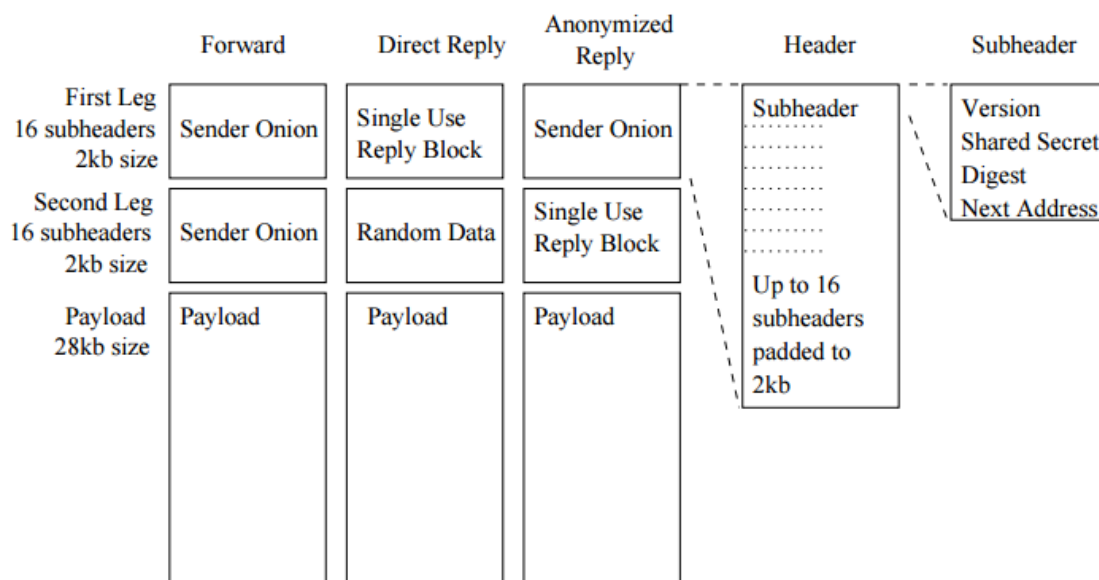 Forward
Direct Reply
Anonymized
Reply
Header
Subheader
First Leg
16 subheaders
2kb size
Sender Onion
Single Use
Reply Block
Sender Onion
Second Leg
16 subheaders
2kb size
Sender Onion
Random Data
Single Use
Reply Block
Payload
28kb size
Payload
Payload
Payload
Subheader
Up to 16
subheaders
padded to
2kb
Version
Shared Secret
Digest
Next Address